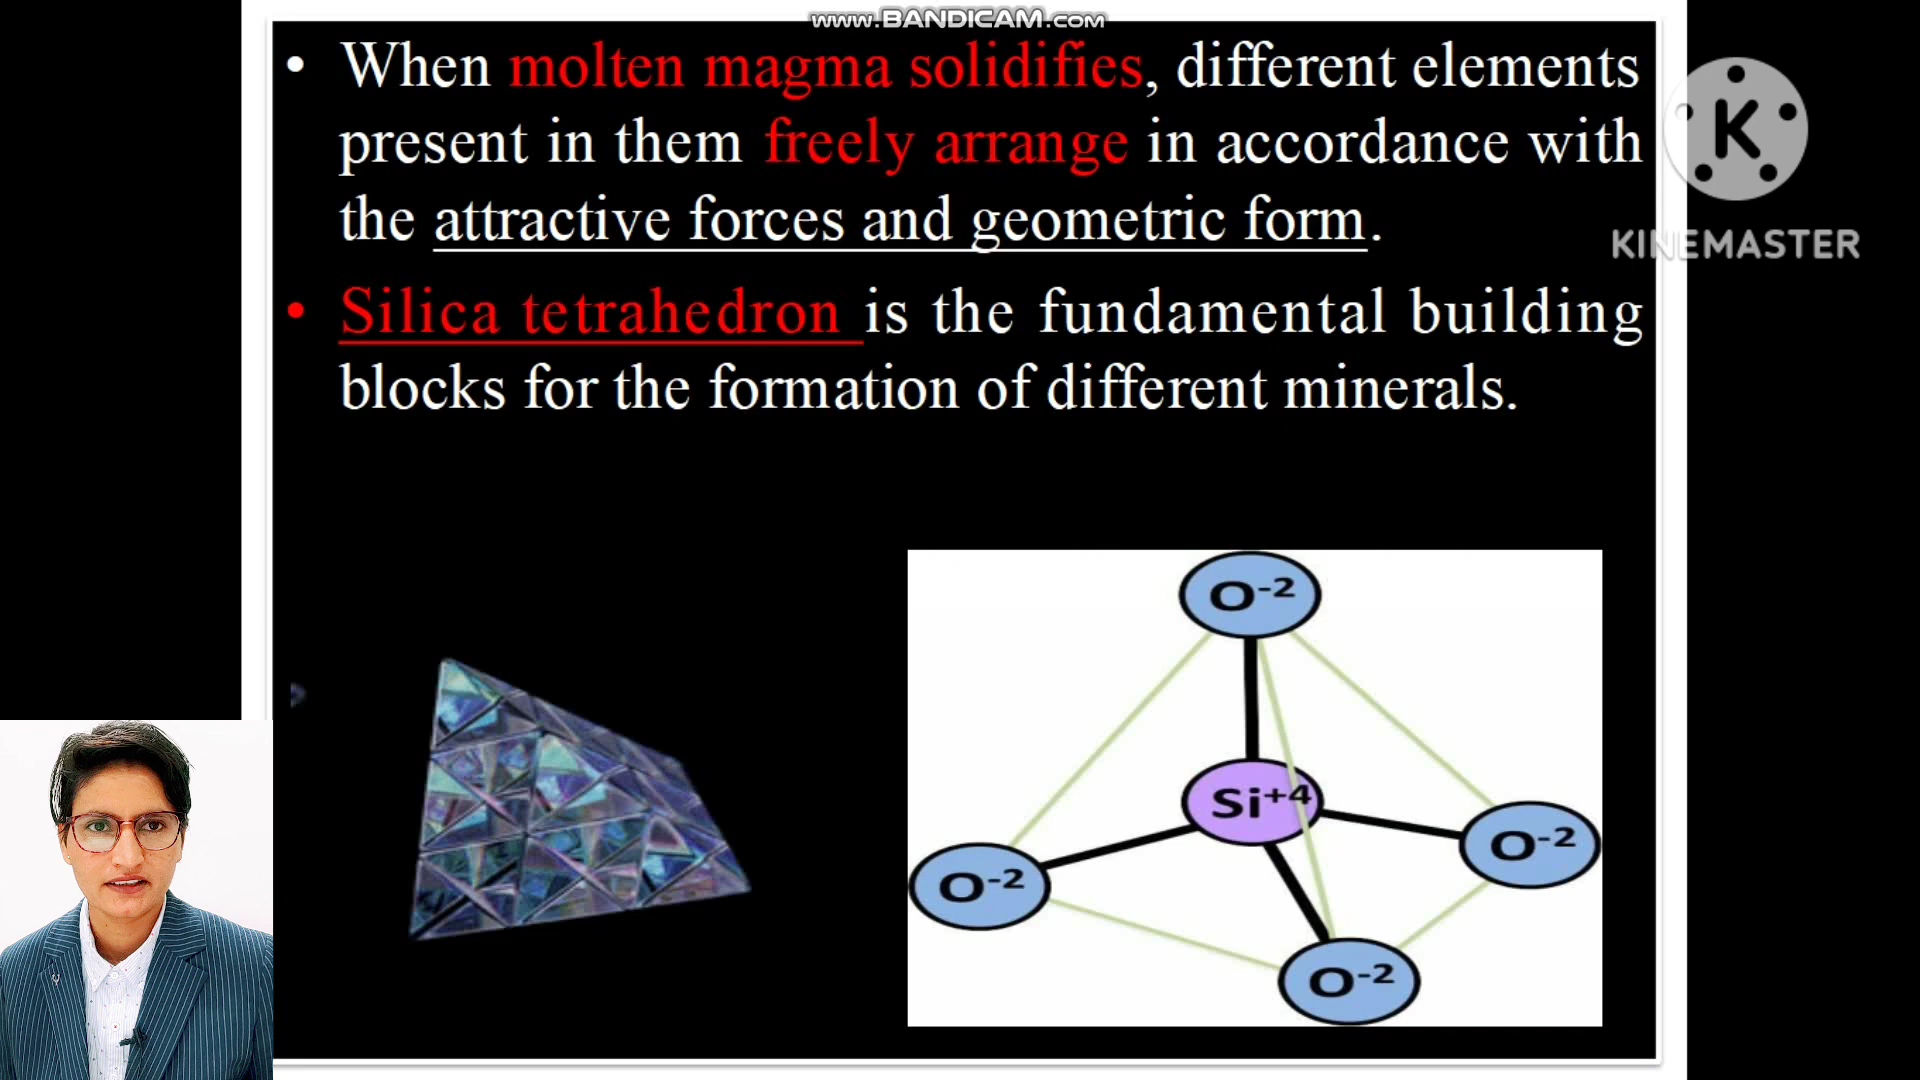 www.BANDICAM.com
• When molten magma solidifies, different elements
present in them freely arrange in accordance with
the attractive forces and geometric form.
• Silica tetrahedron is the fundamental building
blocks for the formation of different minerals.
K
KINEMASTER
O-2
Si+4
O-2
O-2
O-2